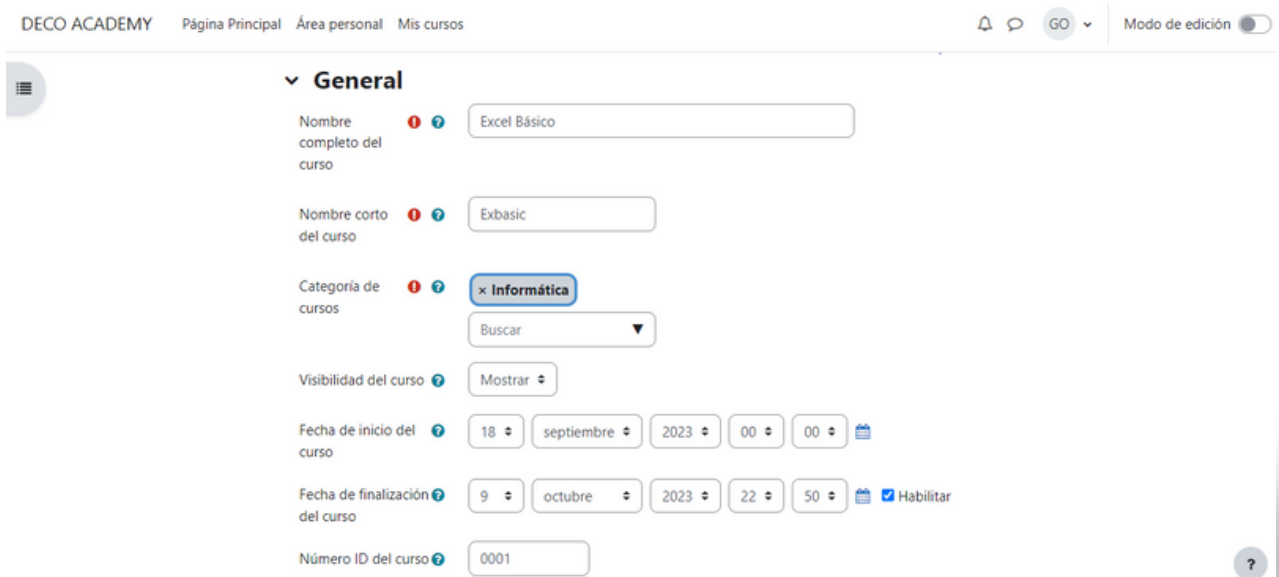 DECO ACADEMY Página Principal Área personal Mis cursos GO Modo de edición
General
Nombre completo del curso Excel Básico
Nombre corto del curso Exbasic
Categoría de cursos × Informática
Buscar
Visibilidad del curso Mostrar
Fecha de inicio del curso 18 septiembre 2023 00 00
Fecha de finalización del curso 9 octubre 2023 22 50 Habilitar
Número ID del curso 0001
?